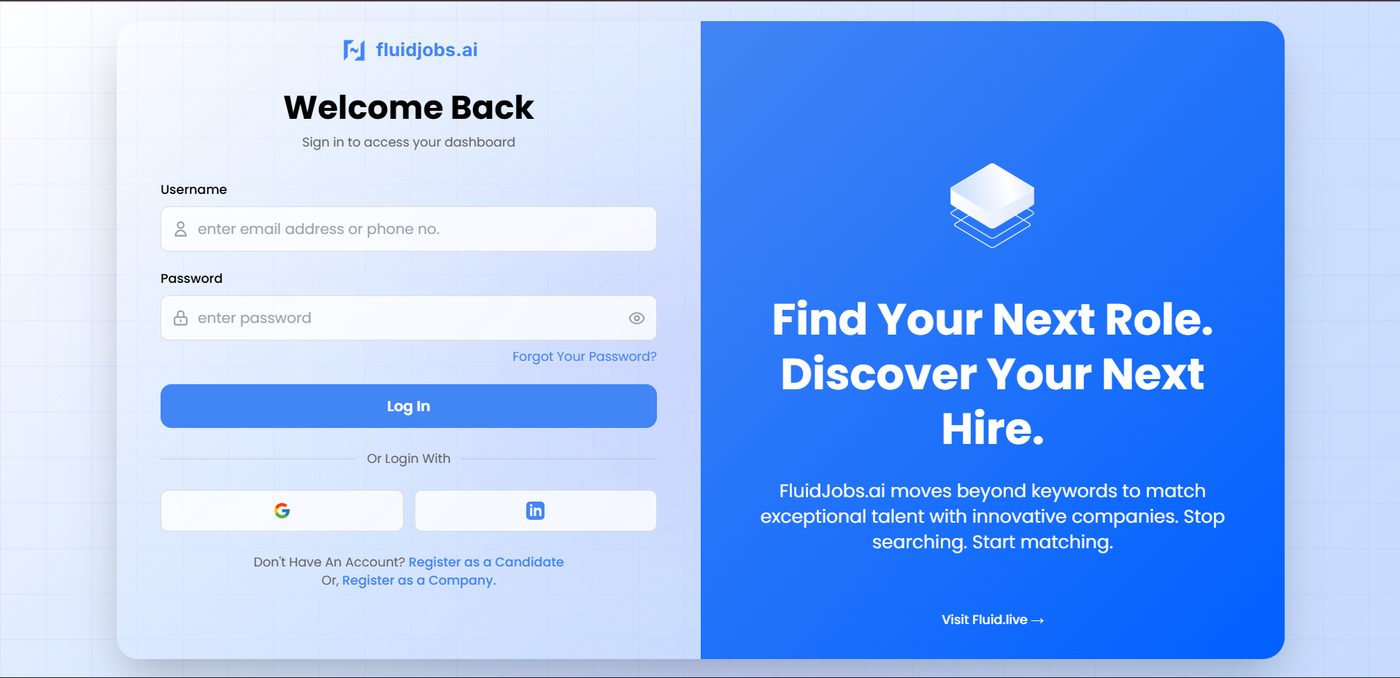 fluidjobs.ai
Welcome Back
Sign in to access your dashboard
Username
enter email address or phone no.
Password
enter password
Forgot Your Password?
Log In
Or Login With
Don't Have An Account? Register as a Candidate
Or, Register as a Company.
Find Your Next Role.
Discover Your Next
Hire.
FluidJobs.ai moves beyond keywords to match
exceptional talent with innovative companies. Stop
searching. Start matching.
Visit Fluid.live →